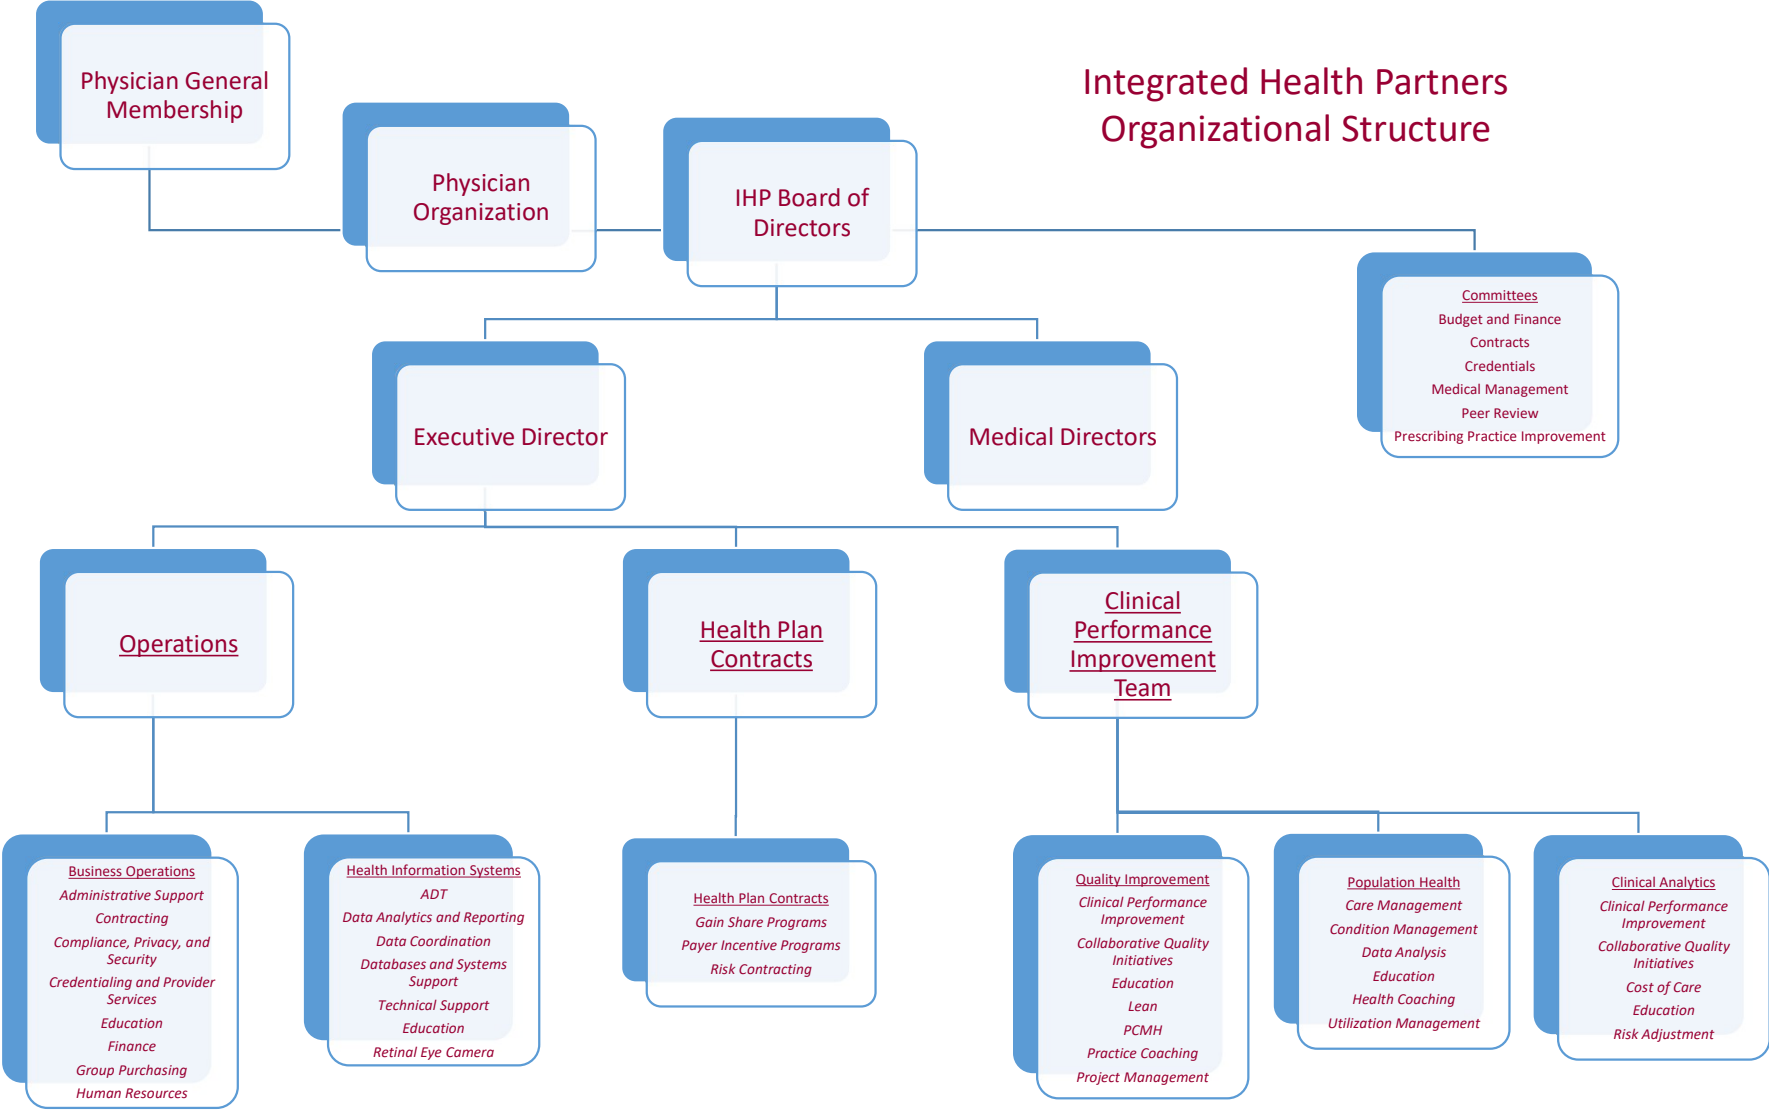 Integrated Health Partners
Organizational Structure
Physician General
Membership
Physician
Organization
IHP Board of
Directors
Committees
Budget and Finance
Contracts
Credentials
Medical Management
Peer Review
Prescribing Practice Improvement
Executive Director
Medical Directors
Operations
Health Plan
Contracts
Clinical
Performance
Improvement
Team
Business Operations
Administrative Support
Contracting
Compliance, Privacy, and
Security
Credentialing and Provider
Services
Education
Finance
Group Purchasing
Human Resources
Health Information Systems
ADT
Data Analytics and Reporting
Data Coordination
Databases and Systems
Support
Technical Support
Education
Retinal Eye Camera
Health Plan Contracts
Gain Share Programs
Payer Incentive Programs
Risk Contracting
Quality Improvement
Clinical Performance
Improvement
Collaborative Quality
Initiatives
Education
Lean
PCMH
Practice Coaching
Project Management
Population Health
Care Management
Condition Management
Data Analysis
Education
Health Coaching
Utilization Management
Clinical Analytics
Clinical Performance
Improvement
Collaborative Quality
Initiatives
Cost of Care
Education
Risk Adjustment